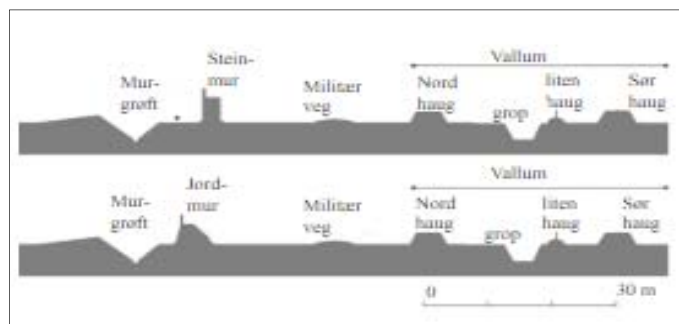 Vallum
Stein-
mur
Mur-
grøft
Militær
veg
Nord
haug
grop
liten
haug
Sør
haug
Vallum
Jord-
mur
Mur-
grøft
Militær
veg
Nord
haug
grop
liten
haug
Sør
haug
0
30 m